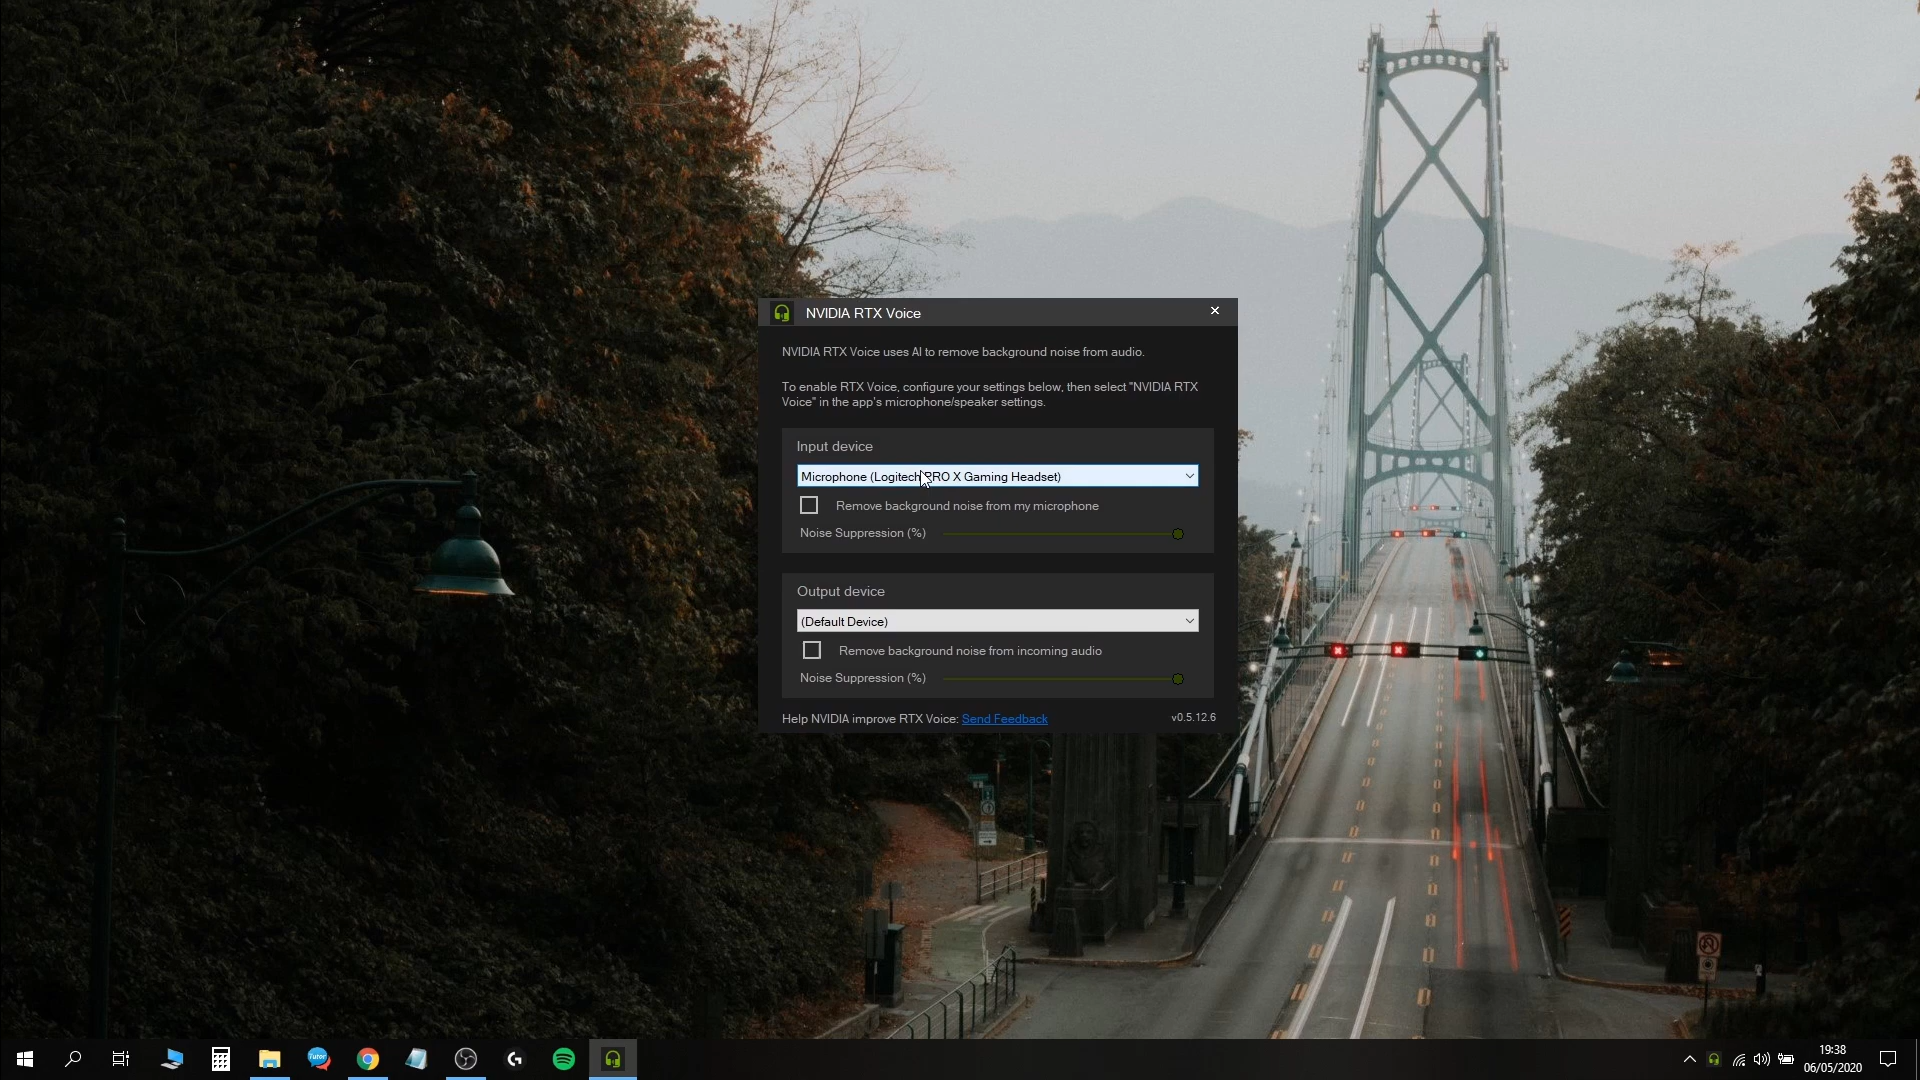 NVIDIA RTX Voice
NVIDIA RTX Voice uses AI to remove background noise from audio.
To enable RTX Voice, configure your settings below, then select "NVIDIA RTX
Voice" in the app's microphone/speaker settings.
Input device
Microphone (Logitech PRO X Gaming Headset)
Remove background noise from my microphone
Noise Suppression (%)
Output device
(Default Device)
Remove background noise from incoming audio
Noise Suppression (%)
Help NVIDIA improve RTX Voice: Send Feedback
v0.5.12.6
Tutor
19:38
06/05/2020